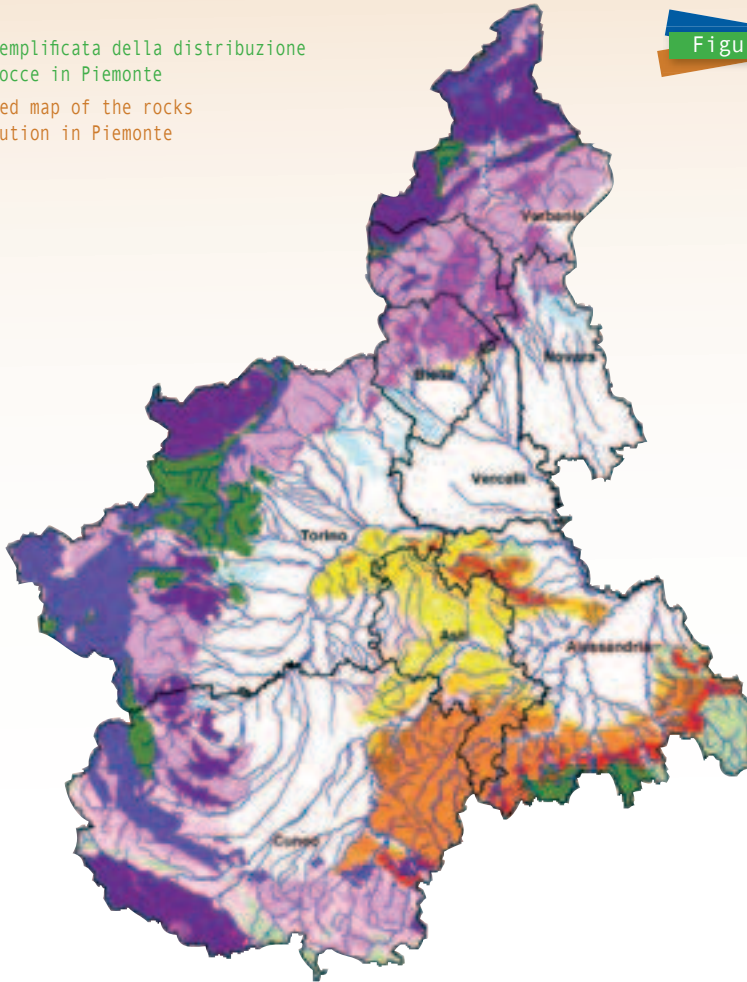 emplificata della distribuzione
occe in Piemonte
ed map of the rocks
ution in Piemonte
Figu
Verbania
Novara
Biella
Vercelli
Torino
Asti
Alessandria
Cuneo